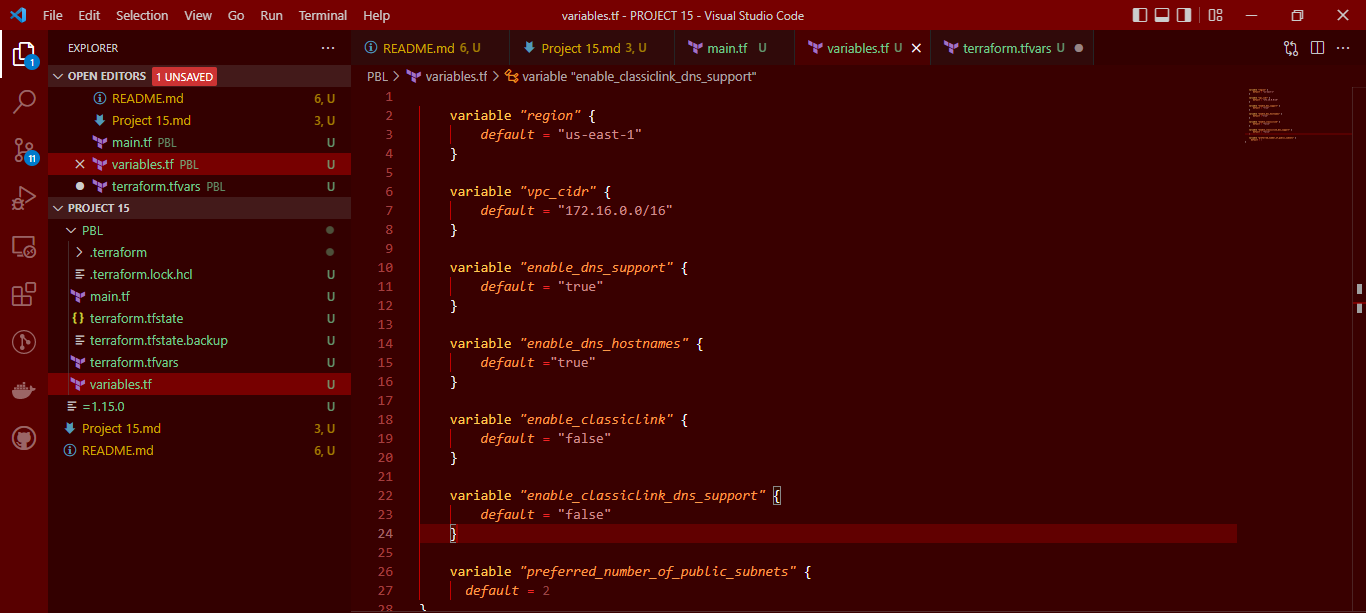 File Edit Selection View Go Run Terminal Help variables.tf - PROJECT 15 - Visual Studio Code
EXPLORER
README.md 6, U Project 15.md 3, U main.tf U variables.tf U terraform.tfvars U
OPEN EDITORS 1 UNSAVED
README.md 6, U
Project 15.md 3, U
main.tf PBL U
variables.tf PBL U
terraform.tfvars PBL U
PROJECT 15
PBL
.terraform
.terraform.lock.hcl U
main.tf U
{} terraform.tfstate U
terraform.tfstate.backup U
terraform.tfvars U
variables.tf U
=1.15.0 U
Project 15.md 3, U
README.md 6, U
1
11
PBL > variables.tf > variable "enable_classiclink_dns_support"
1
2 variable "region" {
3 default = "us-east-1"
4 }
5
6 variable "vpc_cidr" {
7 default = "172.16.0.0/16"
8 }
9
10 variable "enable_dns_support" {
11 default = "true"
12 }
13
14 variable "enable_dns_hostnames" {
15 default ="true"
16 }
17
18 variable "enable_classiclink" {
19 default = "false"
20 }
21
22 variable "enable_classiclink_dns_support" {
23 default = "false"
24 }
25
26 variable "preferred_number_of_public_subnets" {
27 default = 2
28 }